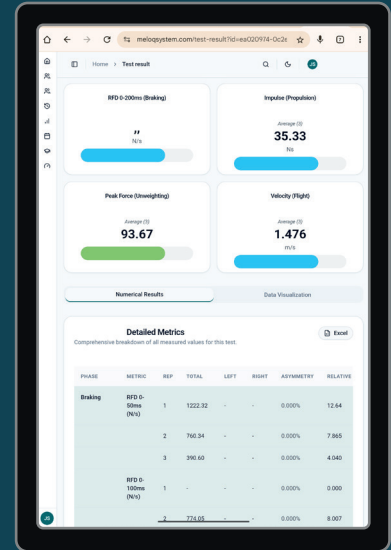 meloqsystem.com/test-result?id=ea020974-0c2e
7
Home > Test result
JS
RFD 0-200ms (Braking)
,,
N/s
Impulse (Propulsion)
Average (S)
35.33
Ns
Peak Force (Unweighting)
Average (S)
93.67
Velocity (Flight)
Average (S)
1.476
m/s
Numerical Results
Data Visualization
Detailed Metrics
Excel
Comprehensive breakdown of all measured values for this test.
PHASE METRIC REP TOTAL LEFT RIGHT ASYMMETRY RELATIVE
Braking RFD 0-
50ms 1 1222.32 - - 0.000% 12.64
(N/s)
2 760.34 - - 0.000% 7.865
3 390.60 - - 0.000% 4.040
RFD 0-
100ms 1 - - - 0.000% 0.000
(N/s)
2 774.05 - 0.000% 8.007
JS